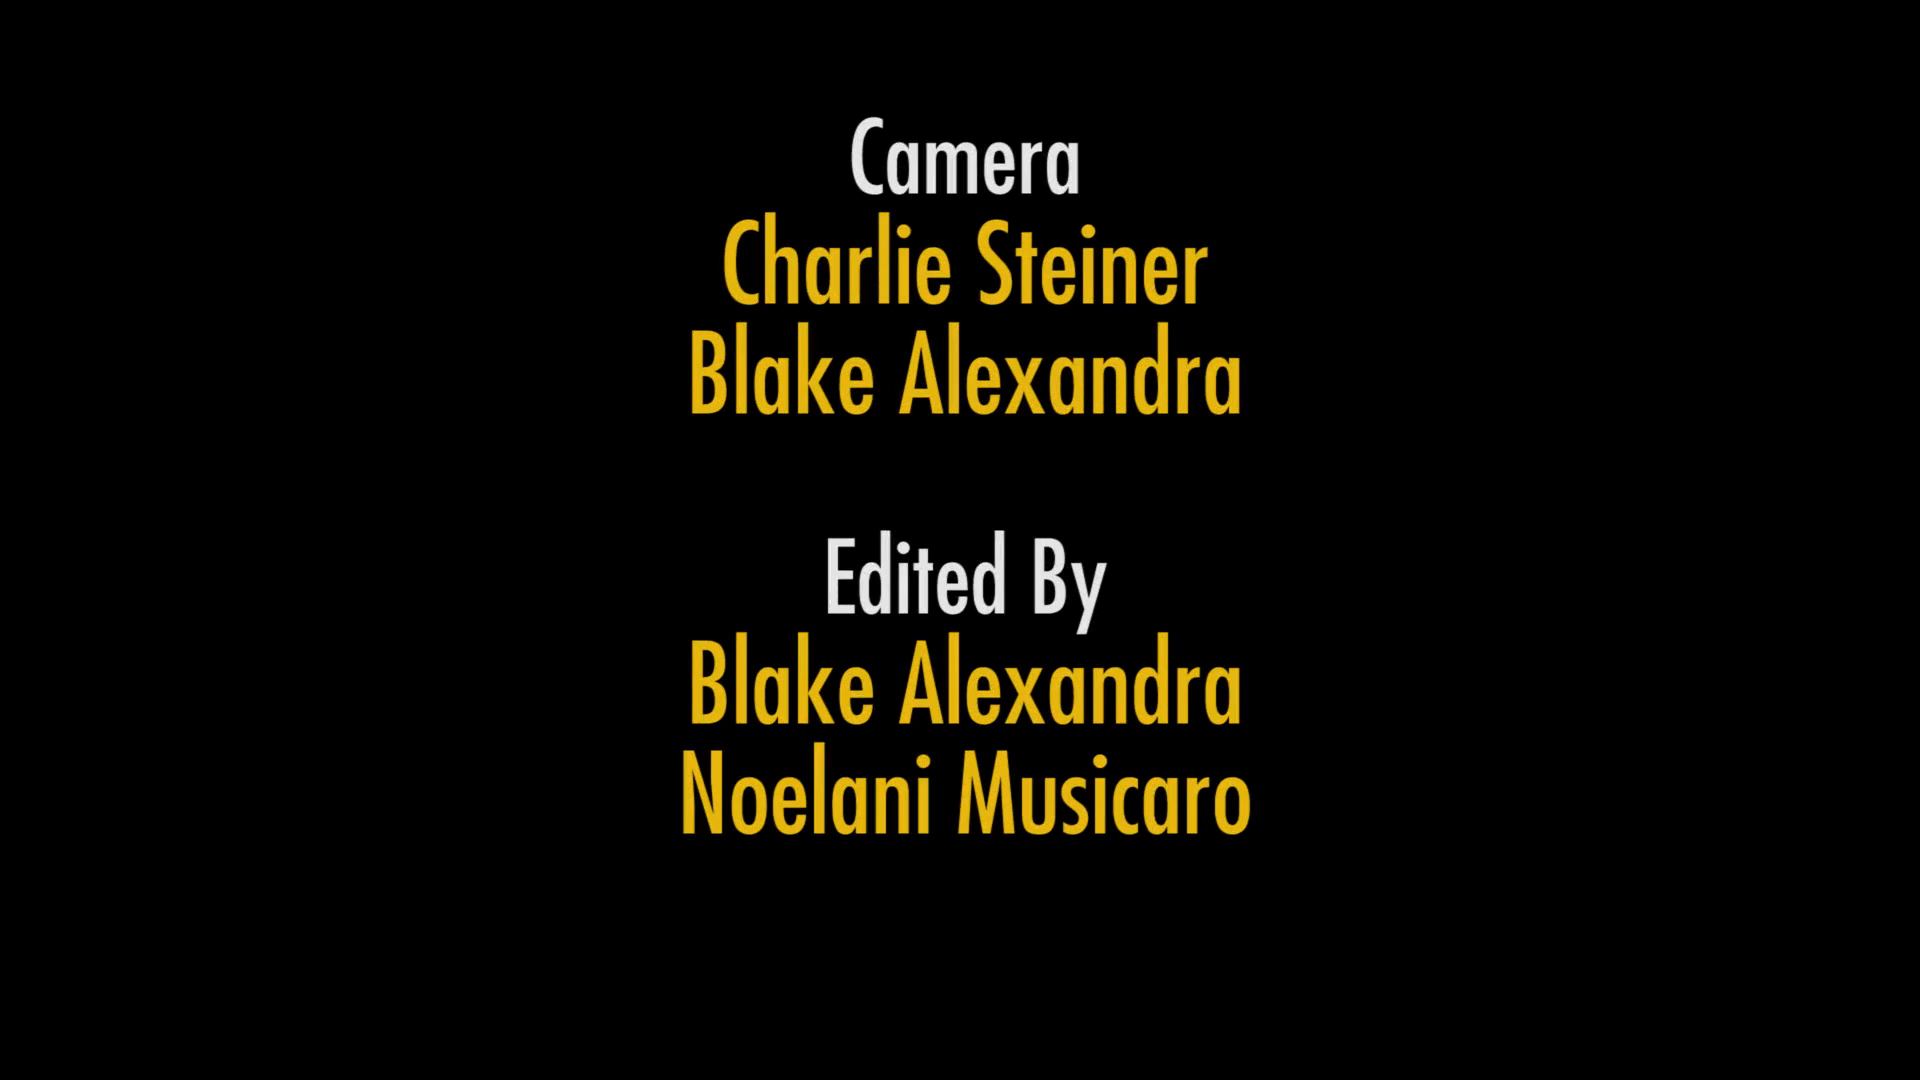 Camera
Charlie Steiner
Blake Alexandra
Edited By
Blake Alexandra
Noelani Musicaro